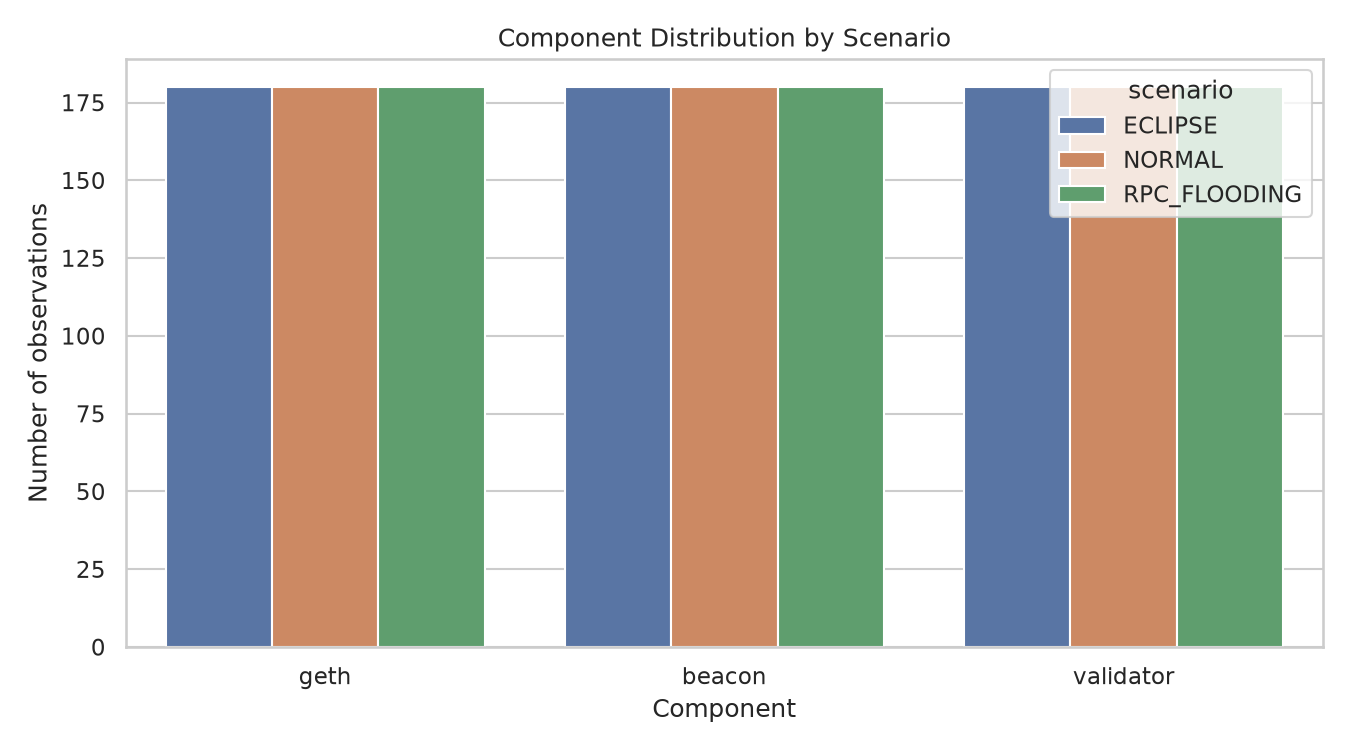 Component Distribution by Scenario
Number of observations
175
150
125
100
75
50
25
0
scenario
ECLIPSE
NORMAL
RPC_FLOODING
geth
beacon
validator
Component